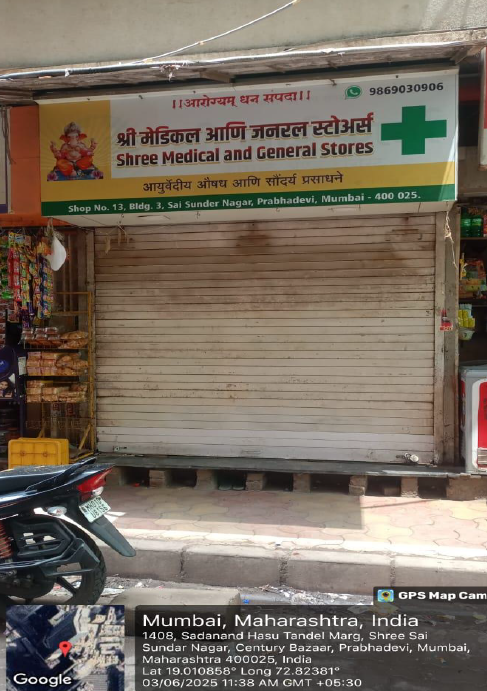 ।।आरोग्यम् धन संपदा।।
9869030906
श्री मेडिकल आणि जनरल स्टोअर्स
Shree Medical and General Stores
आयुर्वेदीय औषध आणि सौंदर्य प्रसाधने
Shop No. 13, Bldg. 3, Sai Sunder Nagar, Prabhadevi, Mumbai - 400 025.
GPS Map Cam
Mumbai, Maharashtra, India
1408, Sadanand Hasu Tandel Marg, Shree Sai
Sundar Nagar, Century Bazaar, Prabhadevi, Mumbai,
Maharashtra 400025, India
Lat 19.010858° Long 72.82381°
03/06/2025 11:38 AM GMT +05:30
Google